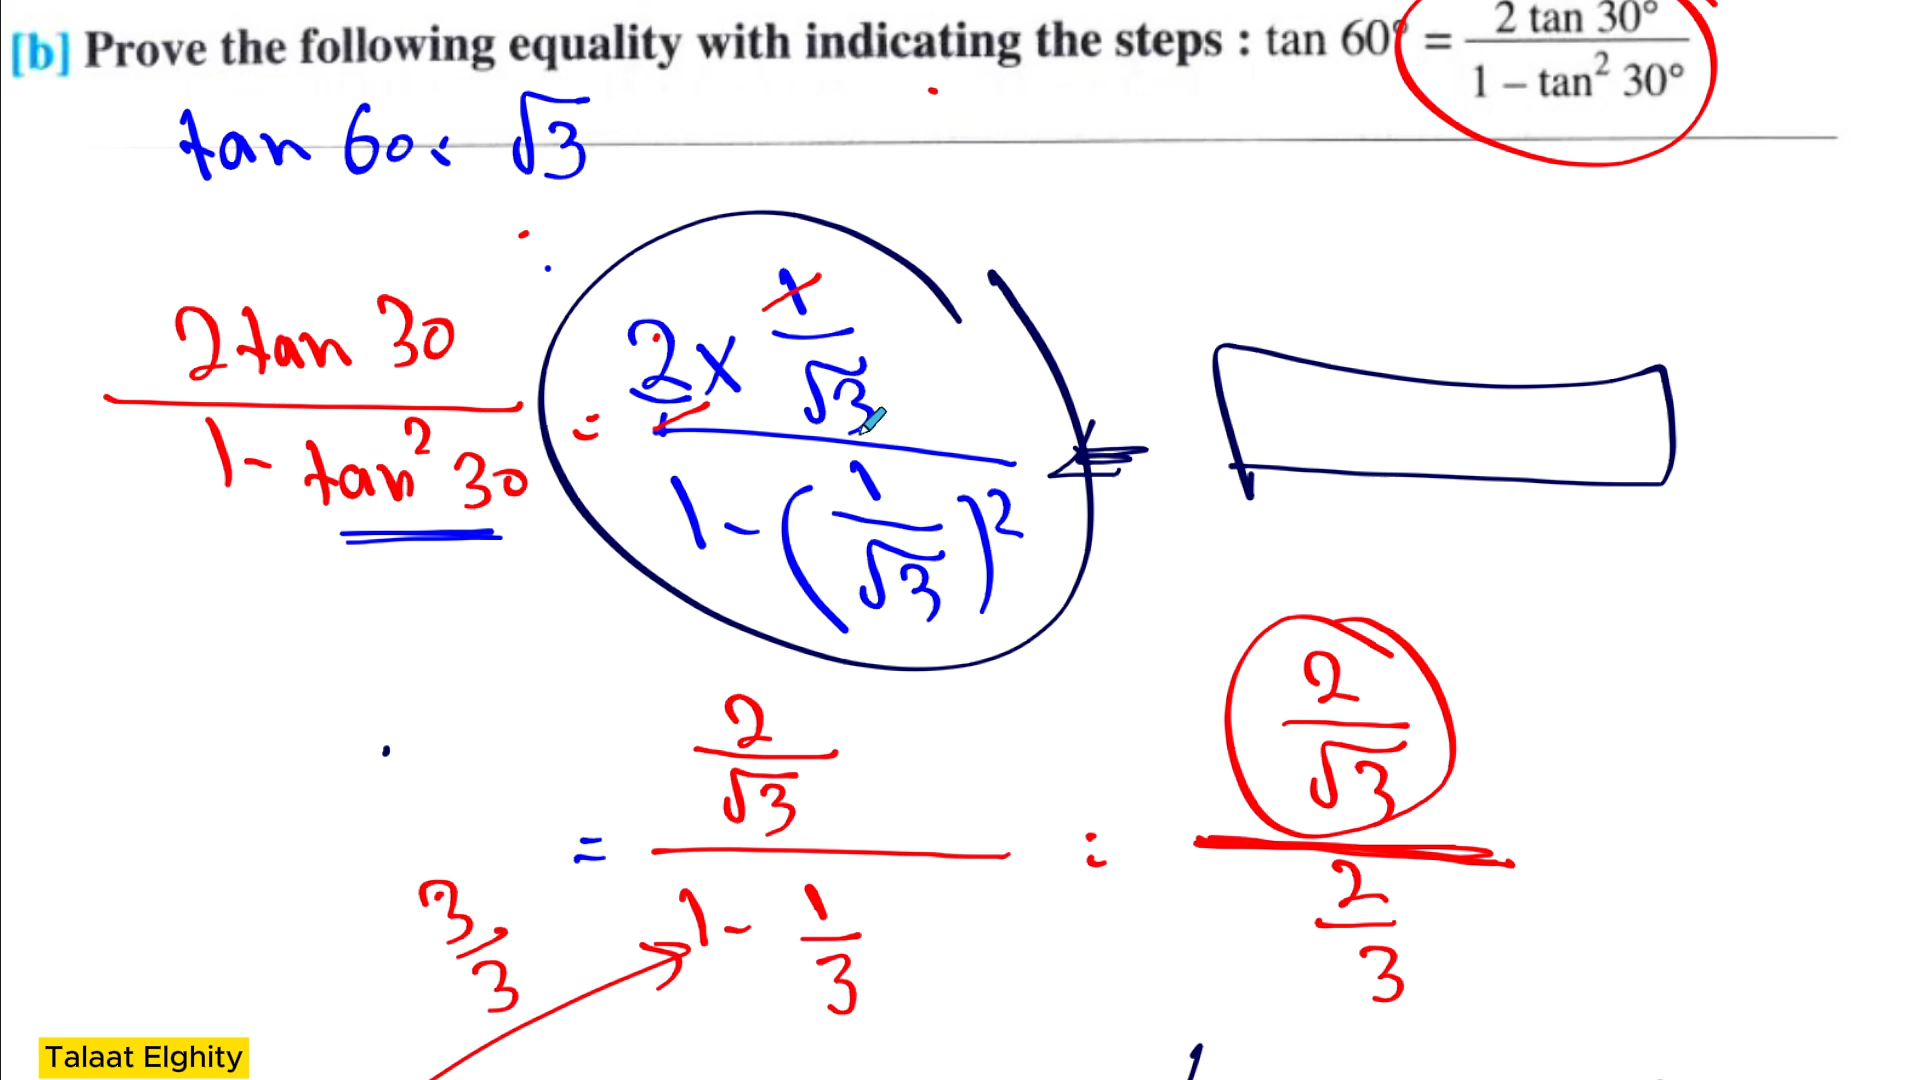 [b] Prove the following equality with indicating the steps : tan 60° = 2 tan 30° / 1 – tan² 30°
tan 60 = √3
2 tan 30 / 1 - tan² 30 = 2 × 1/√3 / 1 - (1/√3)²
= 2/√3 / 1 - 1/3 = 2/√3 / 2/3
3/3
Talaat Elghity